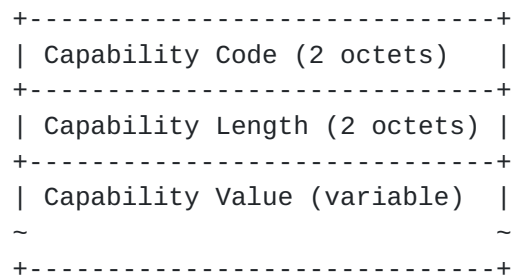 +------------------------------+
| Capability Code (2 octets)   |
+------------------------------+
| Capability Length (2 octets) |
+------------------------------+
| Capability Value (variable)  |
~                              ~
+------------------------------+